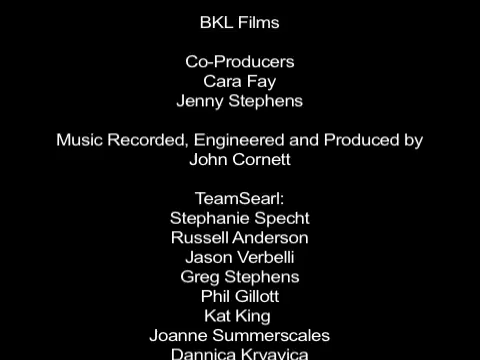 BKL Films
Co-Producers
Cara Fay
Jenny Stephens
Music Recorded, Engineered and Produced by
John Cornett
TeamSearl:
Stephanie Specht
Russell Anderson
Jason Verbelli
Greg Stephens
Phil Gillott
Kat King
Joanne Summerscales
Dannica Kryavica